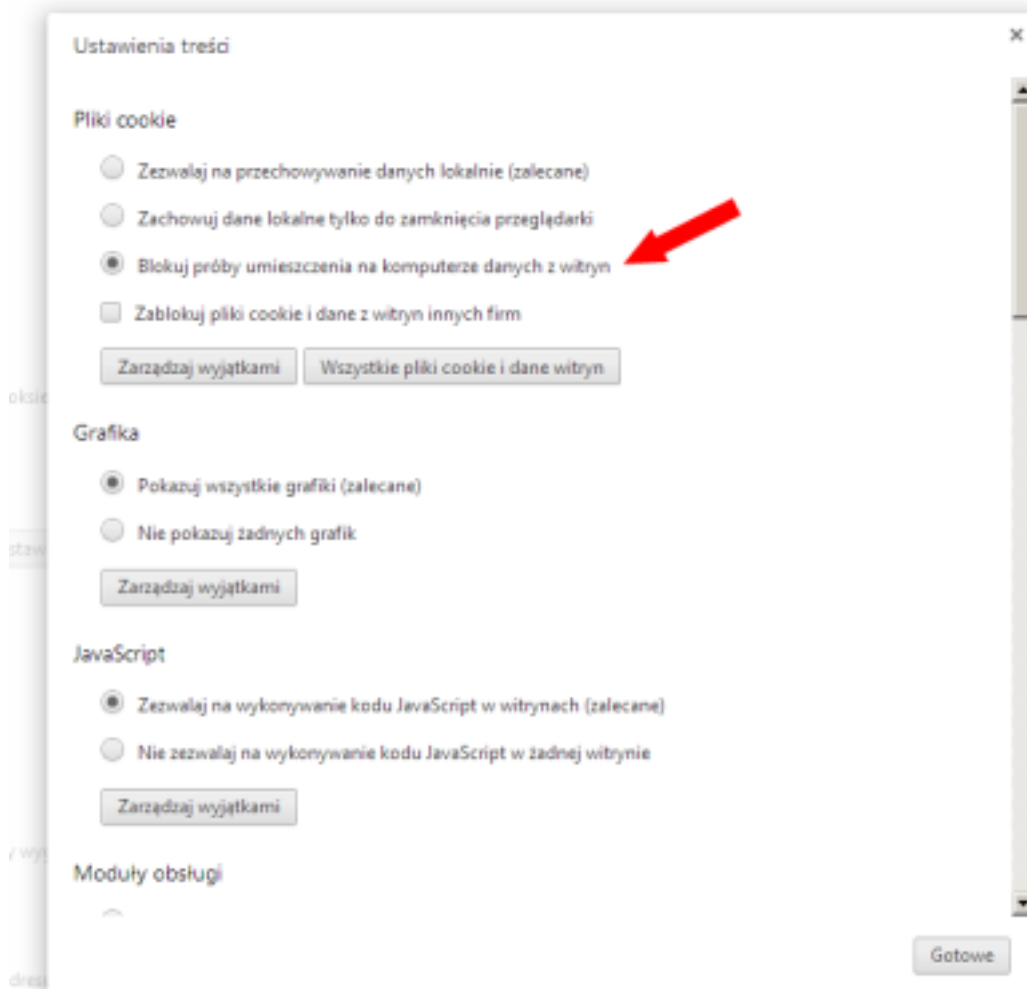 Ustawienia treści
Pliki cookie
Zezwalaj na przechowywanie danych lokalnie (zalecane)
Zachowuj dane lokalne tylko do zamknięcia przeglądarki
Blokuj próby umieszczenia na komputerze danych z witryn
Zablokuj pliki cookie i dane z witryn innych firm
Zarządzaj wyjątkami Wszystkie pliki cookie i dane witryn
Grafika
Pokazuj wszystkie grafiki (zalecane)
Nie pokazuj żadnych grafik
Zarządzaj wyjątkami
JavaScript
Zezwalaj na wykonywanie kodu JavaScript w witrynach (zalecane)
Nie zezwalaj na wykonywanie kodu JavaScript w żadnej witrynie
Zarządzaj wyjątkami
Moduły obsługi
Gotowe